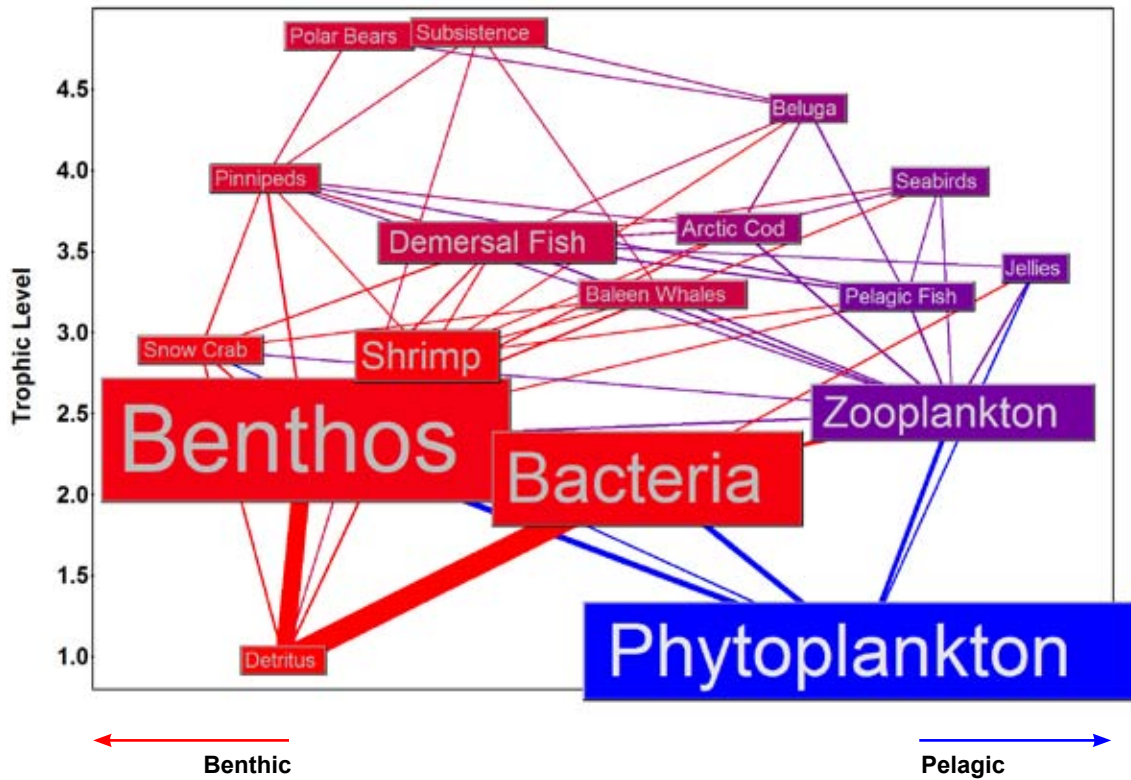 Polar Bears
Subsistence
4.5
Beluga
4.0
Pinnipeds
Seabirds
Arctic Cod
Demersal Fish
3.5
Jellies
Baleen Whales
Pelagic Fish
Trophic Level
3.0
Snow Crab
Shrimp
2.5
Zooplankton
Benthos
Bacteria
2.0
1.5
1.0
Detritus
Phytoplankton
Benthic
Pelagic